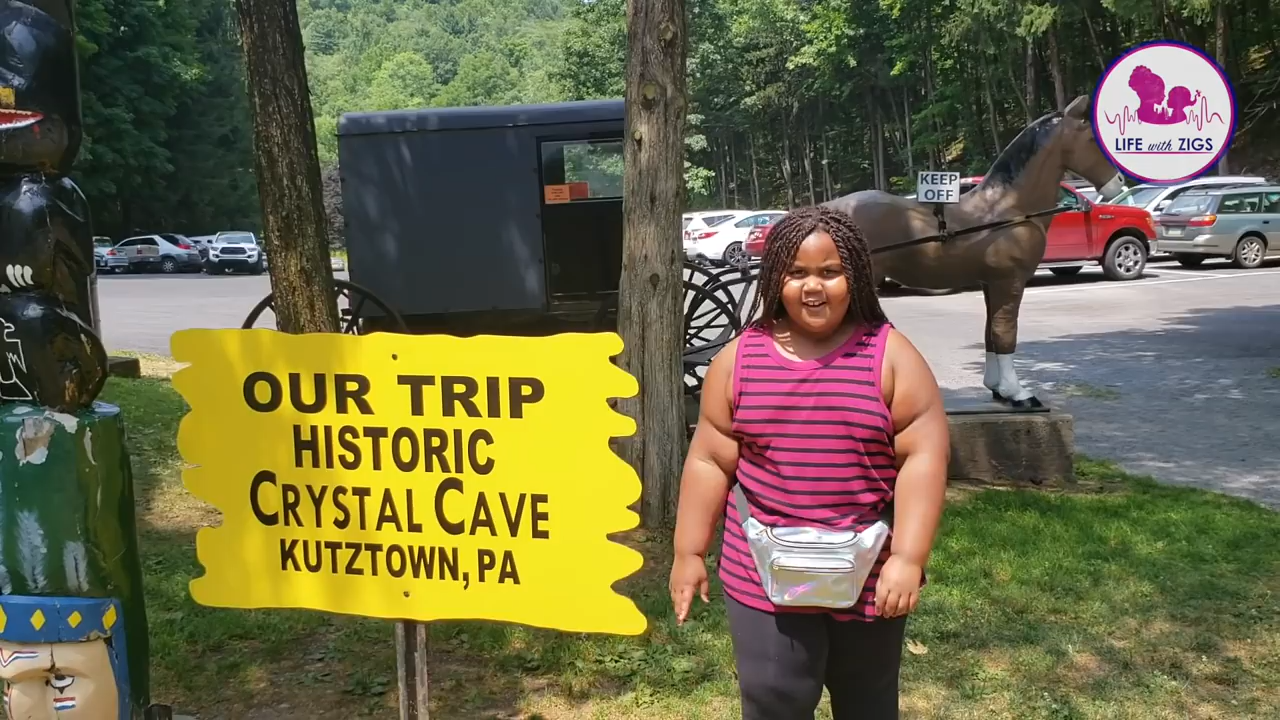 OUR TRIP
HISTORIC
CRYSTAL CAVE
KUTZTOWN, PA
KEEP
OFF
LIFE with ZIGS